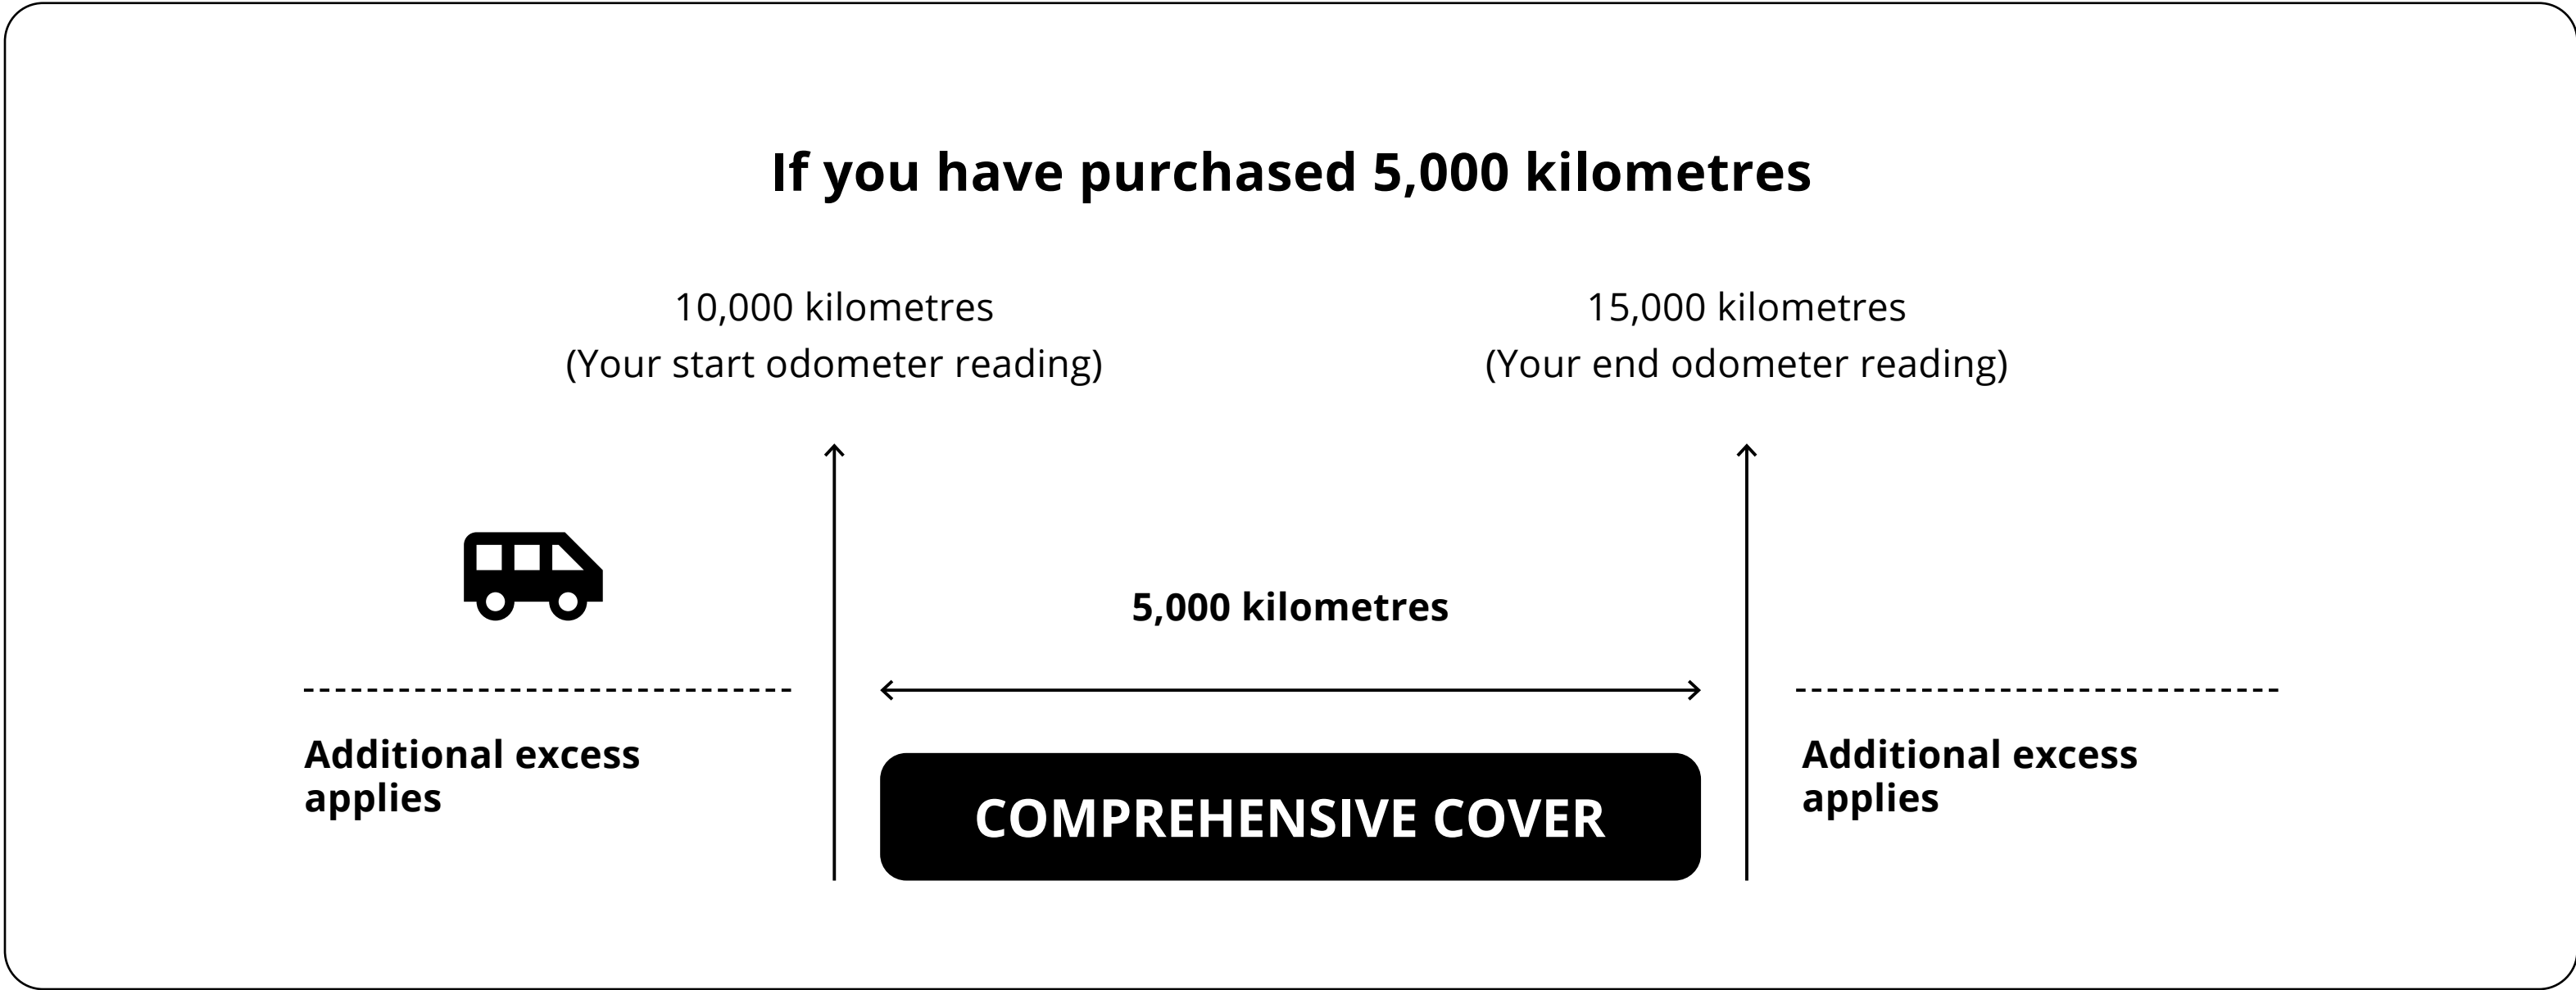 If you have purchased 5,000 kilometres
10,000 kilometres
(Your start odometer reading)
15,000 kilometres
(Your end odometer reading)
5,000 kilometres
Additional excess
applies
COMPREHENSIVE COVER
Additional excess
applies